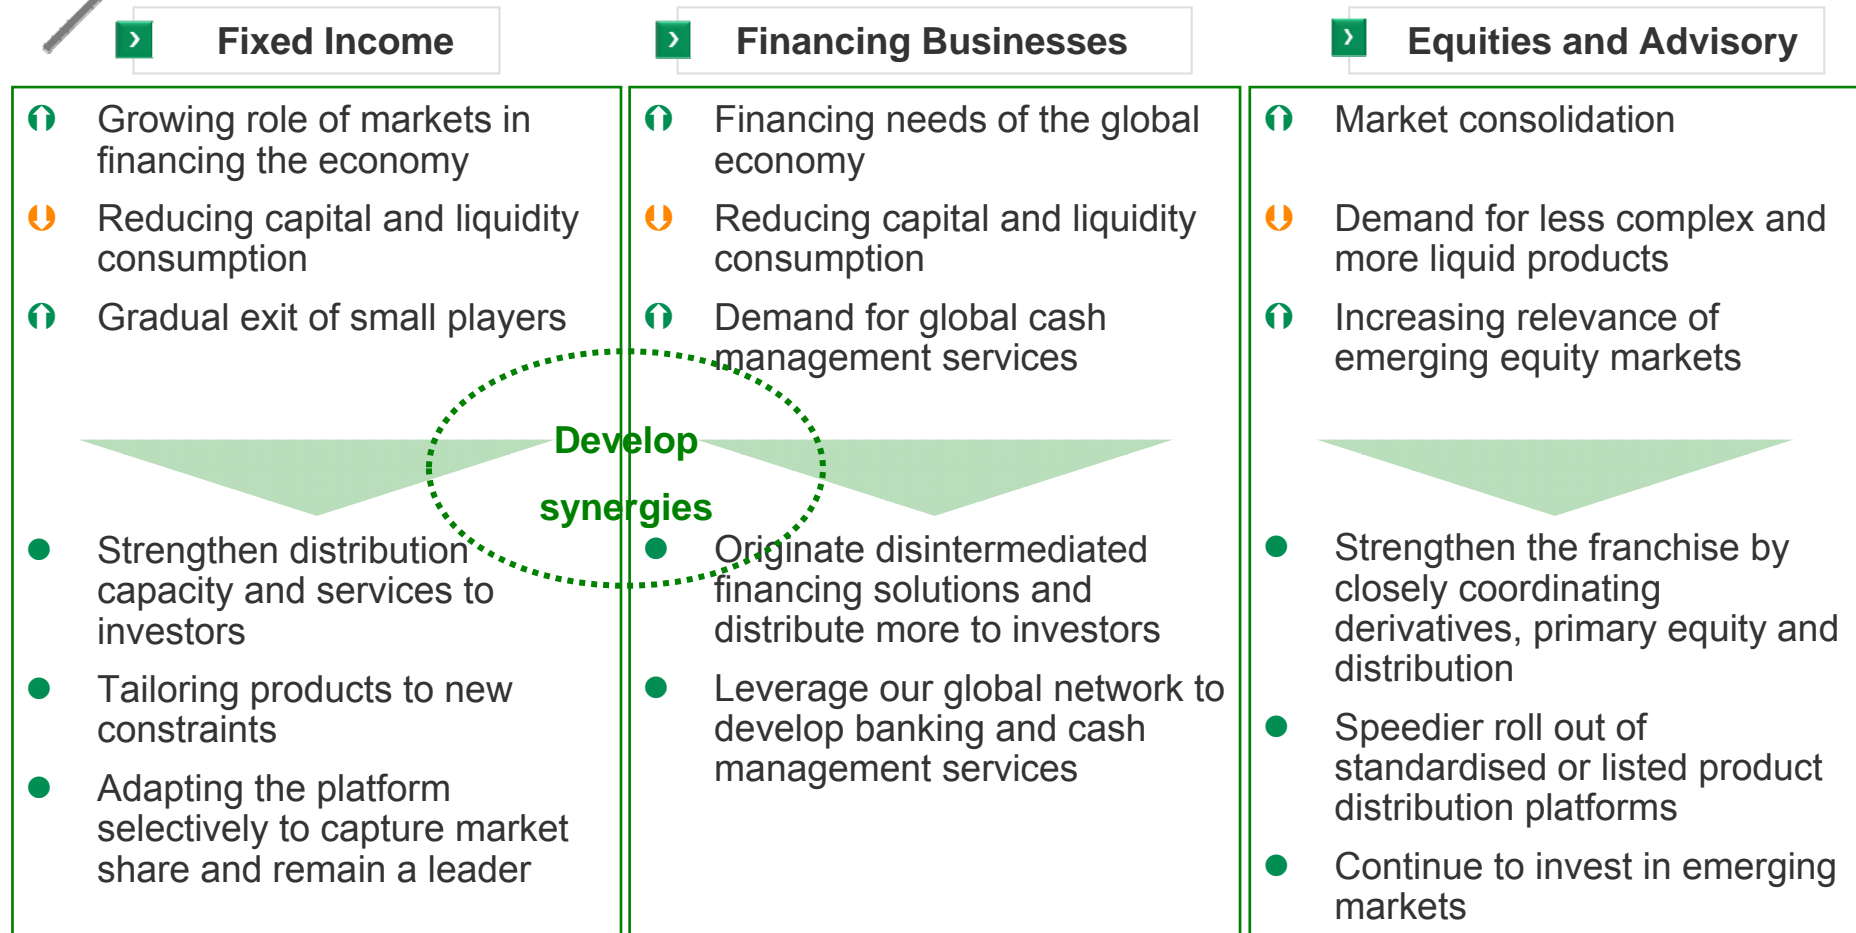 Fixed Income
Growing role of markets in
financing the economy
Reducing capital and liquidity
consumption
Gradual exit of small players
Strengthen distribution
capacity and services to
investors
Tailoring products to new
constraints
Adapting the platform
selectively to capture market
share and remain a leader
Develop
synergies
Financing Businesses
Financing needs of the global
economy
Reducing capital and liquidity
consumption
Demand for global cash
management services
Originate disintermediated
financing solutions and
distribute more to investors
Leverage our global network to
develop banking and cash
management services
Equities and Advisory
Market consolidation
Demand for less complex and
more liquid products
Increasing relevance of
emerging equity markets
Strengthen the franchise by
closely coordinating
derivatives, primary equity and
distribution
Speedier roll out of
standardised or listed product
distribution platforms
Continue to invest in emerging
markets